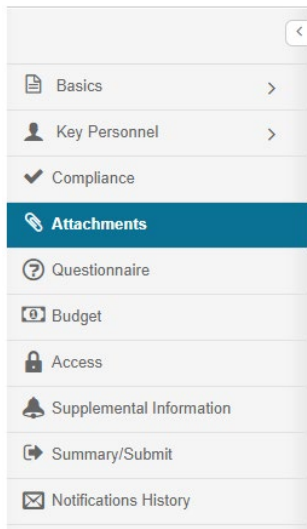 Basics
Key Personnel
Compliance
Attachments
Questionnaire
Budget
Access
Supplemental Information
Summary/Submit
Notifications History